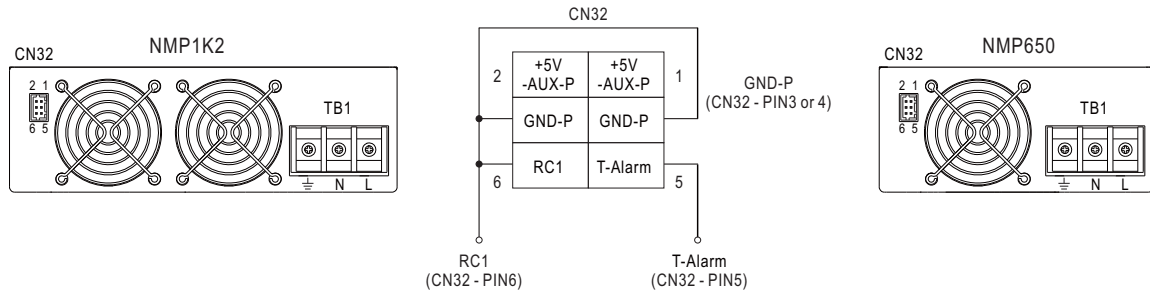 CN32
NMP1K2
2 1
6 5
TB1
N
L
CN32
2
+5V
-AUX-P
+5V
-AUX-P
1
GND-P
GND-P
6
RC1
T-Alarm
5
GND-P
(CN32 - PIN3 or 4)
RC1
(CN32 - PIN6)
T-Alarm
(CN32 - PIN5)
CN32
NMP650
2 1
6 5
TB1
N
L